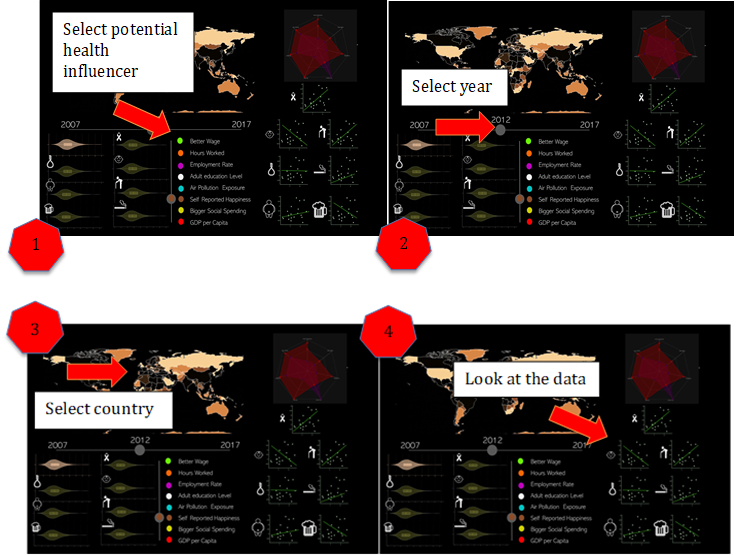 Select potential
health
influencer
2007
2017
Better Wage
Hours Worked
Employment Rate
Adult education Level
Air Pollution Exposure
Self Reported Happiness
Bigger Social Spending
GDP per Capita
1
Select year
2012
2007
2017
Better Wage
Hours Worked
Employment Rate
Adult education Level
Air Pollution Exposure
Self Reported Happiness
Bigger Social Spending
GDP per Capita
2
3
Select country
2012
2007
2017
Better Wage
Hours Worked
Employment Rate
Adult education Level
Air Pollution Exposure
Self Reported Happiness
Bigger Social Spending
GDP per Capita
4
Look at the data
2012
2007
2017
Better Wage
Hours Worked
Employment Rate
Adult education Level
Air Pollution Exposure
Self Reported Happiness
Bigger Social Spending
GDP per Capita